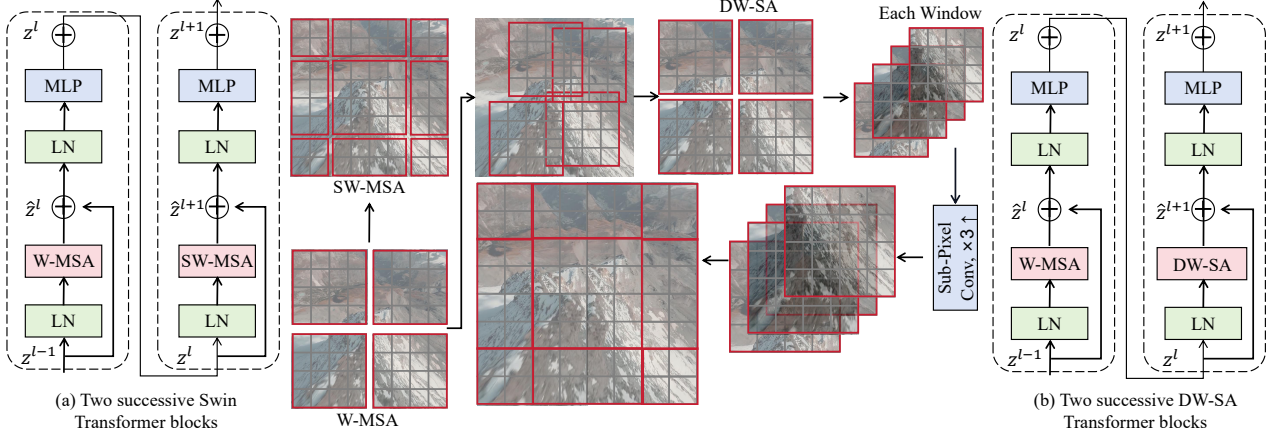 z^l
MLP
LN
ẑ^l
W-MSA
LN
z^{l-1}
z^{l+1}
MLP
LN
ẑ^{l+1}
SW-MSA
LN
z^l
(a) Two successive Swin
Transformer blocks
SW-MSA
W-MSA
DW-SA
Each Window
Sub-Pixel
Conv, ×3 ↑
z^l
MLP
LN
ẑ^l
W-MSA
LN
z^{l-1}
z^{l+1}
MLP
LN
ẑ^{l+1}
DW-SA
LN
z^l
(b) Two successive DW-SA
Transformer blocks